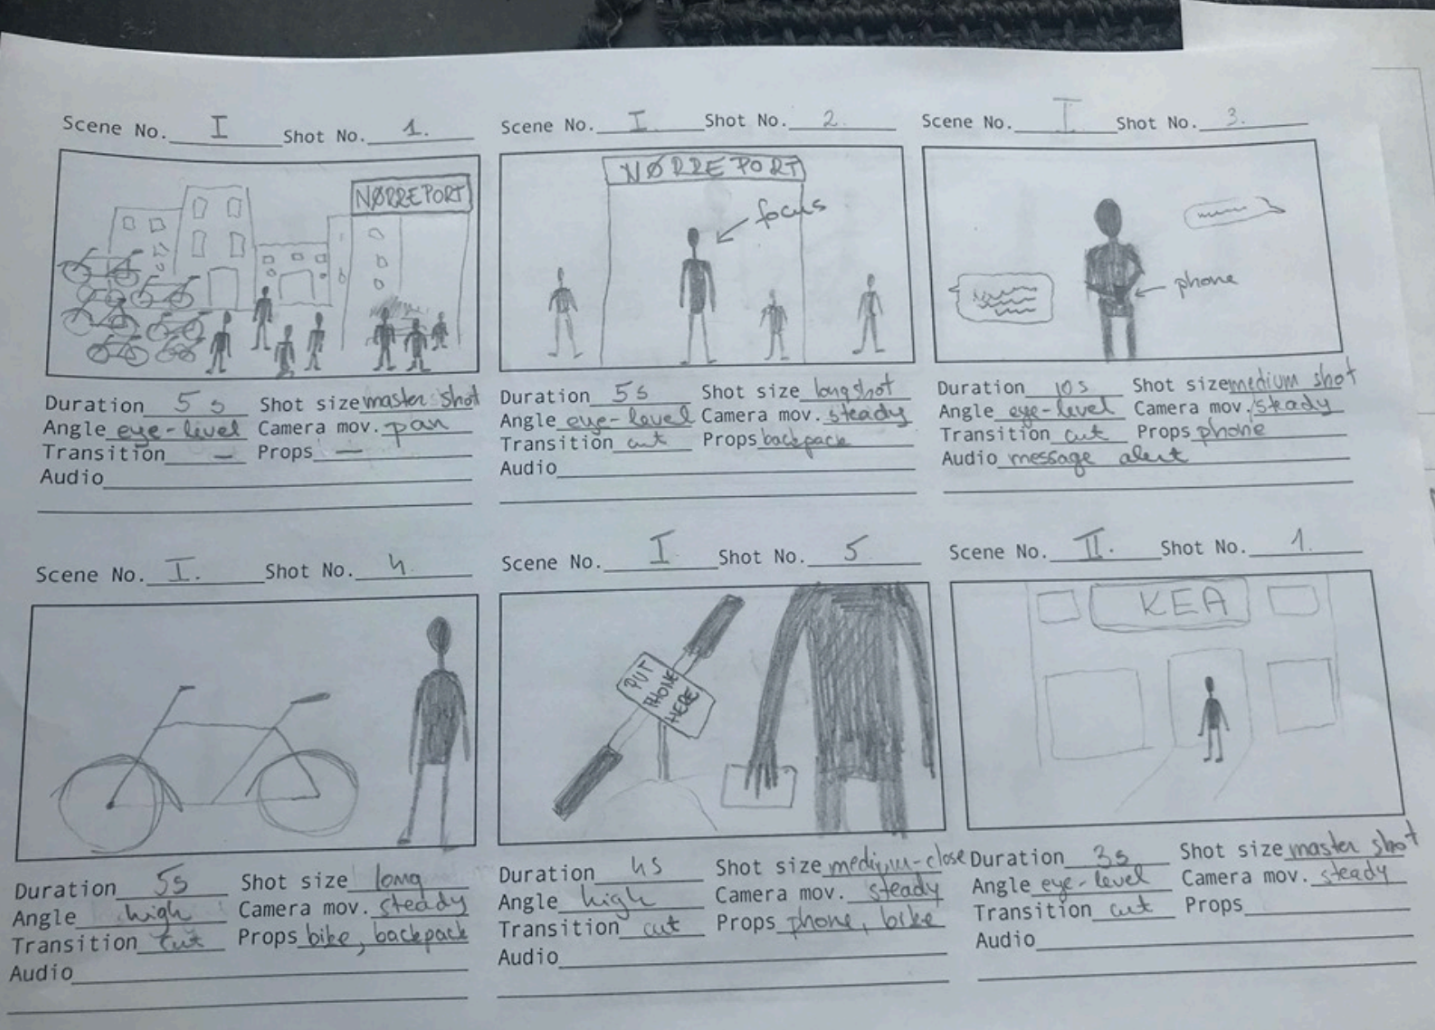 Scene No. I Shot No. 1.
NØRREPORT
Duration 5 s Shot size master shot
Angle eye-level Camera mov. pan
Transition — Props —
Audio
Scene No. I Shot No. 2.
NØRREPORT
focus
Duration 5s Shot size longshot
Angle eye-level Camera mov. steady
Transition cut Props backpack
Audio
Scene No. I Shot No. 3.
phone
Duration 10s Shot size medium shot
Angle eye-level Camera mov. steady
Transition cut Props phone
Audio message alert
Scene No. I. Shot No. 4
Duration 5s Shot size long
Angle high Camera mov. steady
Transition cut Props bike, backpack
Audio
Scene No. I Shot No. 5
PUT
PHONE
HERE
Duration 4s Shot size medium-close
Angle high Camera mov. steady
Transition cut Props phone, bike
Audio
Scene No. II. Shot No. 1.
KEA
Duration 3s Shot size master shot
Angle eye-level Camera mov. steady
Transition cut Props
Audio